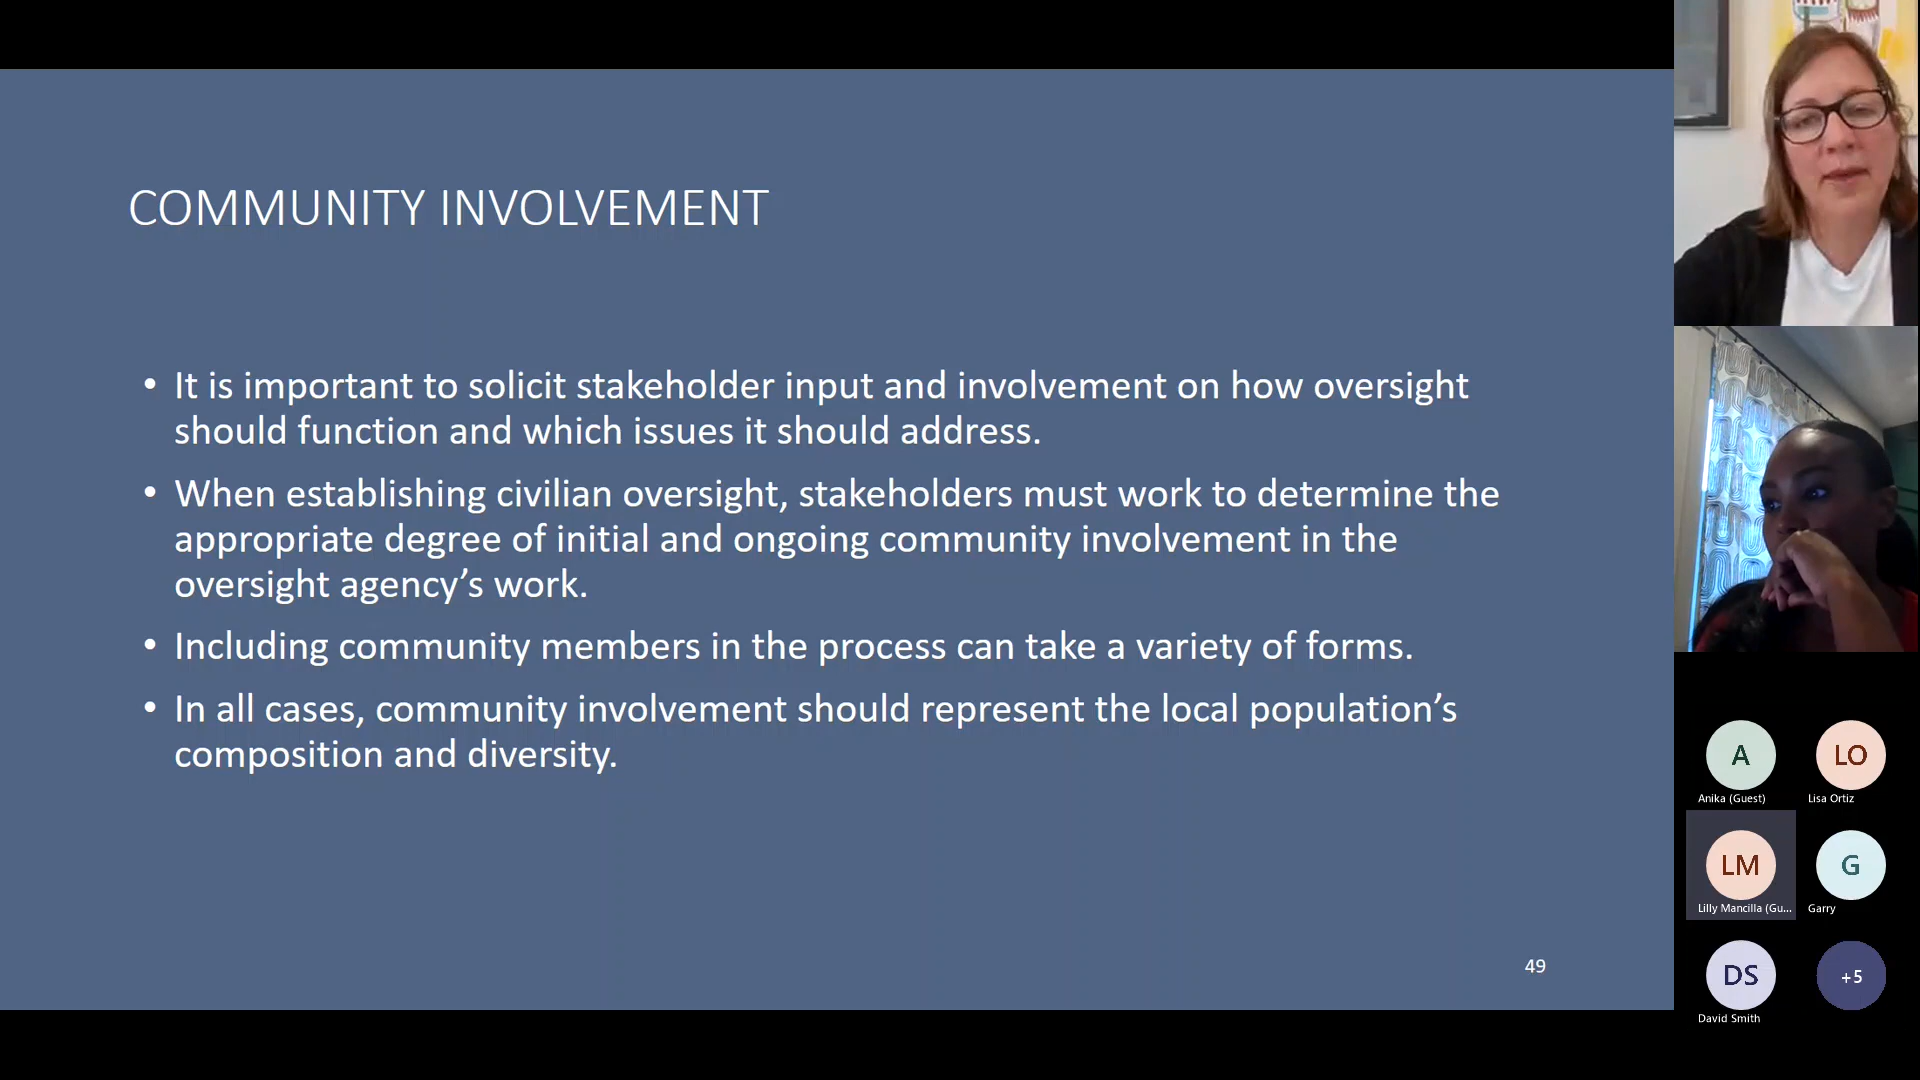 COMMUNITY INVOLVEMENT
• It is important to solicit stakeholder input and involvement on how oversight
should function and which issues it should address.
• When establishing civilian oversight, stakeholders must work to determine the
appropriate degree of initial and ongoing community involvement in the
oversight agency’s work.
• Including community members in the process can take a variety of forms.
• In all cases, community involvement should represent the local population’s
composition and diversity.
49
A
Anika (Guest)
LO
Lisa Ortiz
LM
Lilly Mancilla (Gu...
G
Garry
DS
David Smith
+5